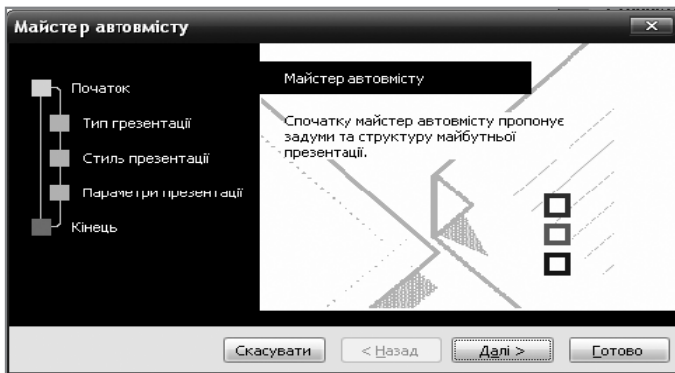 Майстер автовмісту
Початок
Тип презентації
Стиль презентації
Параметри презентації
Кінець
Майстер автовмісту
Спочатку майстер автовмісту пропонує
задуми та структуру майбутньої
презентації.
Скасувати
< Назад
Далі >
Готово